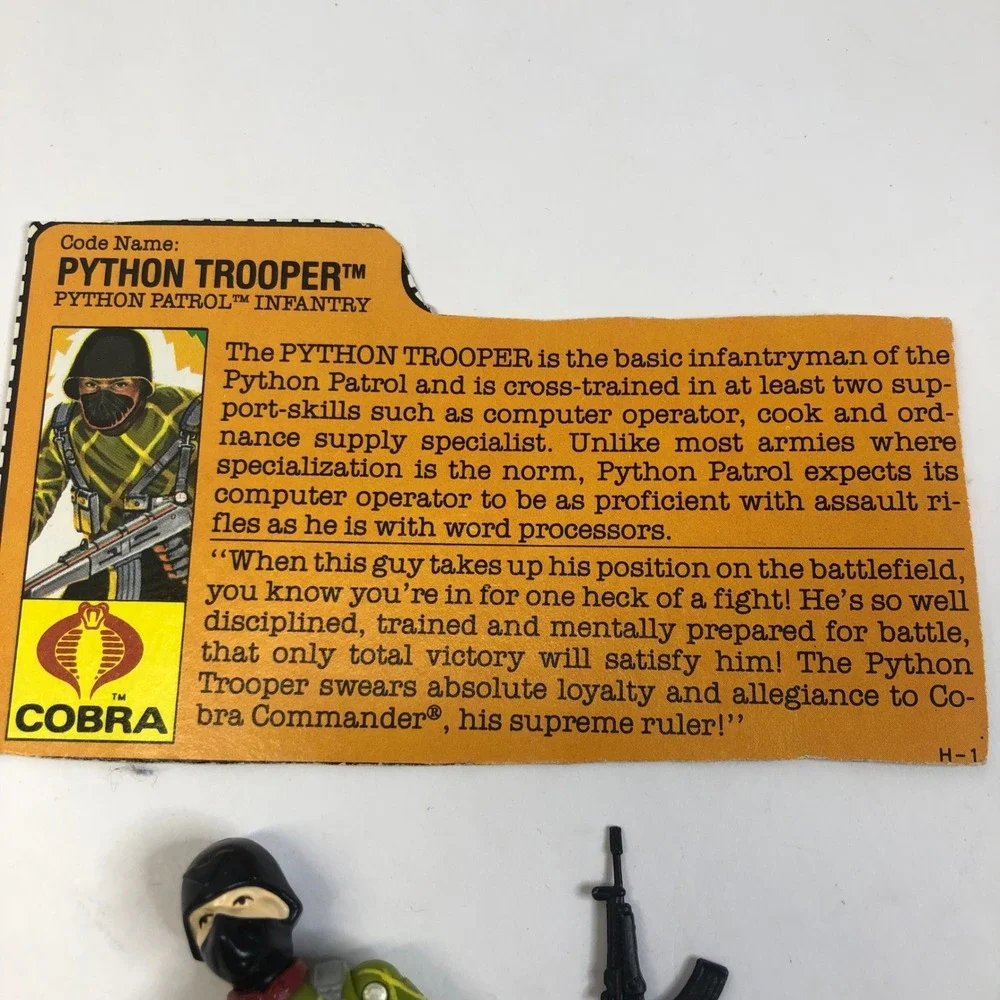 Code Name:
PYTHON TROOPER™
PYTHON PATROL™ INFANTRY
The PYTHON TROOPER is the basic infantryman of the
Python Patrol and is cross-trained in at least two sup-
port-skills such as computer operator, cook and ord-
nance supply specialist. Unlike most armies where
specialization is the norm, Python Patrol expects its
computer operator to be as proficient with assault ri-
fles as he is with word processors.
"When this guy takes up his position on the battlefield,
you know you're in for one heck of a fight! He's so well
disciplined, trained and mentally prepared for battle,
that only total victory will satisfy him! The Python
Trooper swears absolute loyalty and allegiance to Co-
bra Commander®, his supreme ruler!"
™
COBRA
H-1